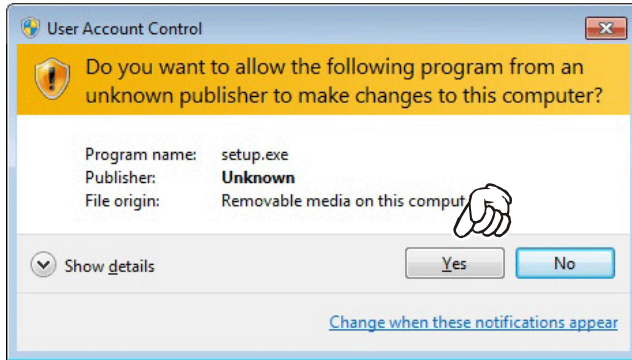 User Account Control
Do you want to allow the following program from an
unknown publisher to make changes to this computer?
Program name: setup.exe
Publisher: Unknown
File origin: Removable media on this comput
Show details
Yes No
Change when these notifications appear